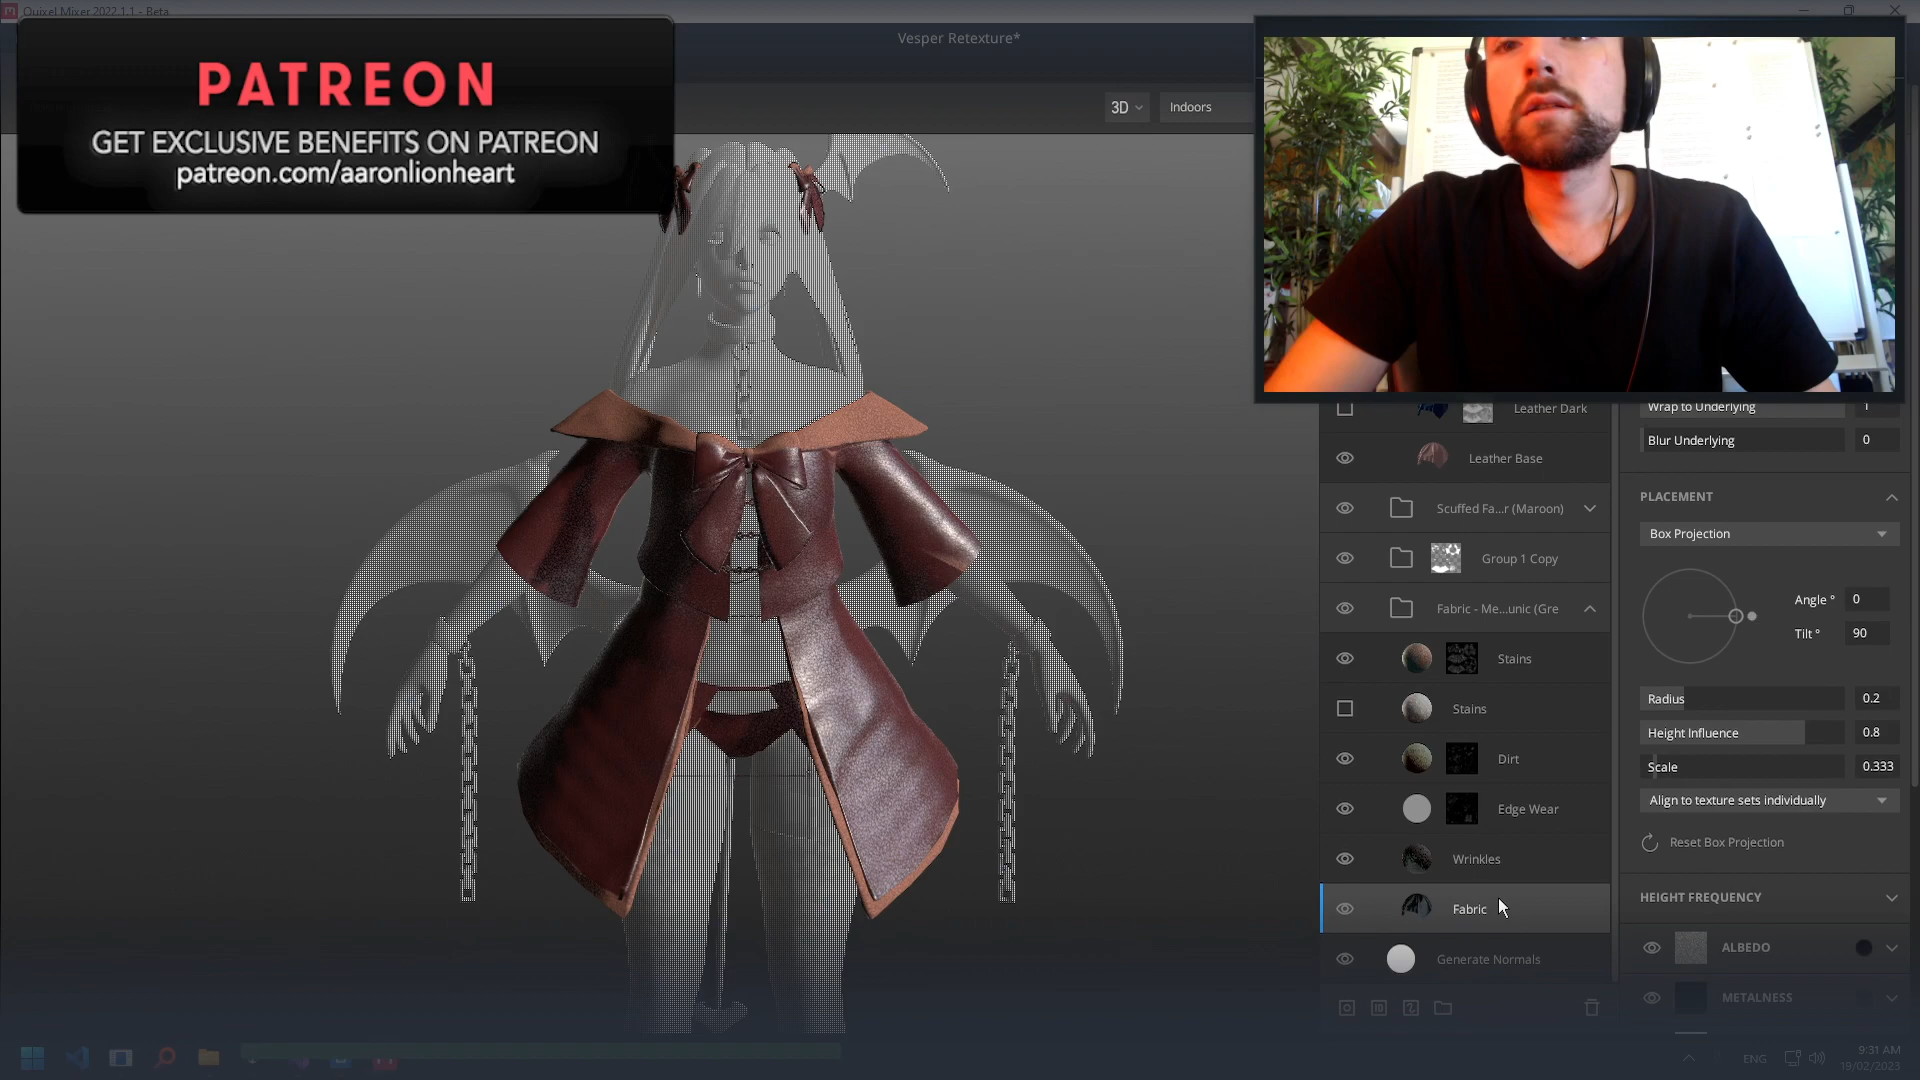 Quixel Mixer 2022.1.1 - Beta
Vesper Retexture*
PATREON
GET EXCLUSIVE BENEFITS ON PATREON
patreon.com/aaronlionheart
3D
Indoors
Leather Dark
Leather Base
Scuffed Fa...r (Maroon)
Group 1 Copy
Fabric - Me...unic (Gre
Stains
Stains
Dirt
Edge Wear
Wrinkles
Fabric
Generate Normals
Wrap to Underlying 1
Blur Underlying 0
PLACEMENT
Box Projection
Angle ° 0
Tilt ° 90
Radius 0.2
Height Influence 0.8
Scale 0.333
Align to texture sets individually
Reset Box Projection
HEIGHT FREQUENCY
ALBEDO
METALNESS
ENG
9:31 AM
19/02/2023